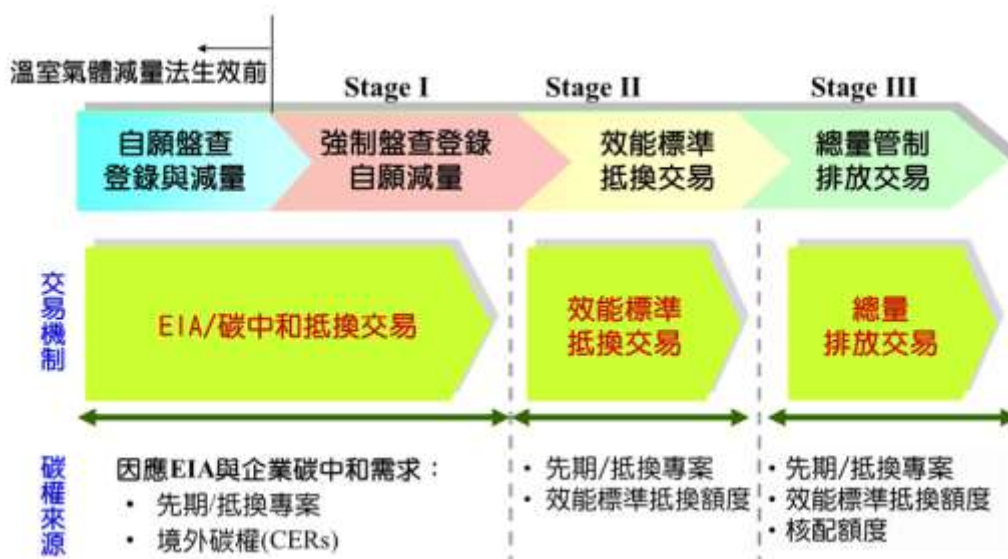 溫室氣體減量法生效前
Stage I
Stage II
Stage III
自願盤查
登錄與減量
強制盤查登錄
自願減量
效能標準
抵換交易
總量管制
排放交易
交易機制
EIA/碳中和抵換交易
效能標準
抵換交易
總量
排放交易
碳權來源
因應EIA與企業碳中和需求：
• 先期/抵換專案
• 境外碳權(CERs)
• 先期/抵換專案
• 效能標準抵換額度
• 先期/抵換專案
• 效能標準抵換額度
• 核配額度